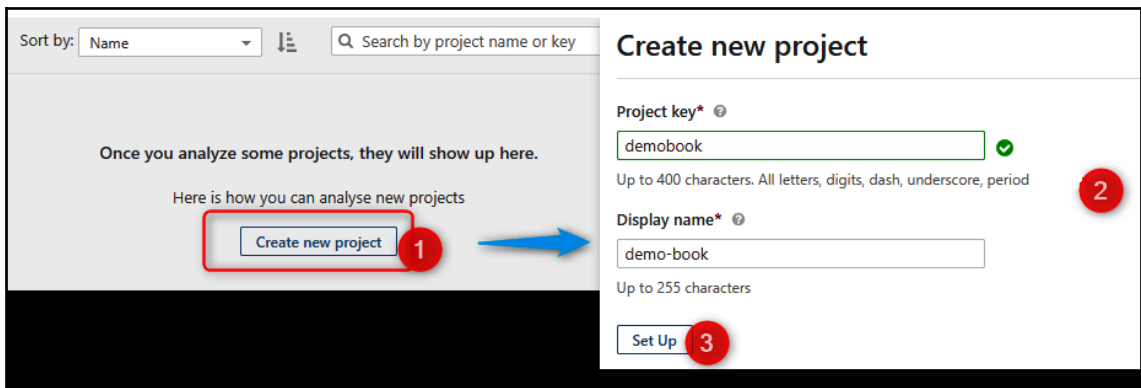 Sort by: Name Search by project name or key
Once you analyze some projects, they will show up here.
Here is how you can analyse new projects
Create new project 1
Create new project
Project key*
demobook
Up to 400 characters. All letters, digits, dash, underscore, period
2
Display name*
demo-book
Up to 255 characters
Set Up 3